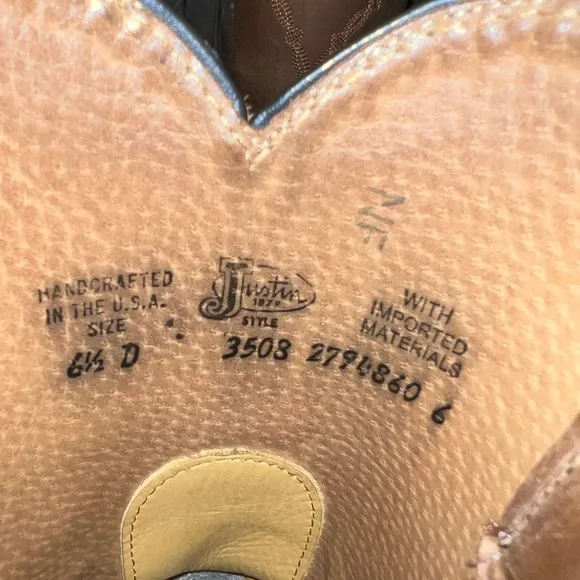 HANDCRAFTED
IN THE U.S.A.
SIZE
6½ D
Justin
1879
STYLE
3508 2794860 6
WITH
IMPORTED
MATERIALS